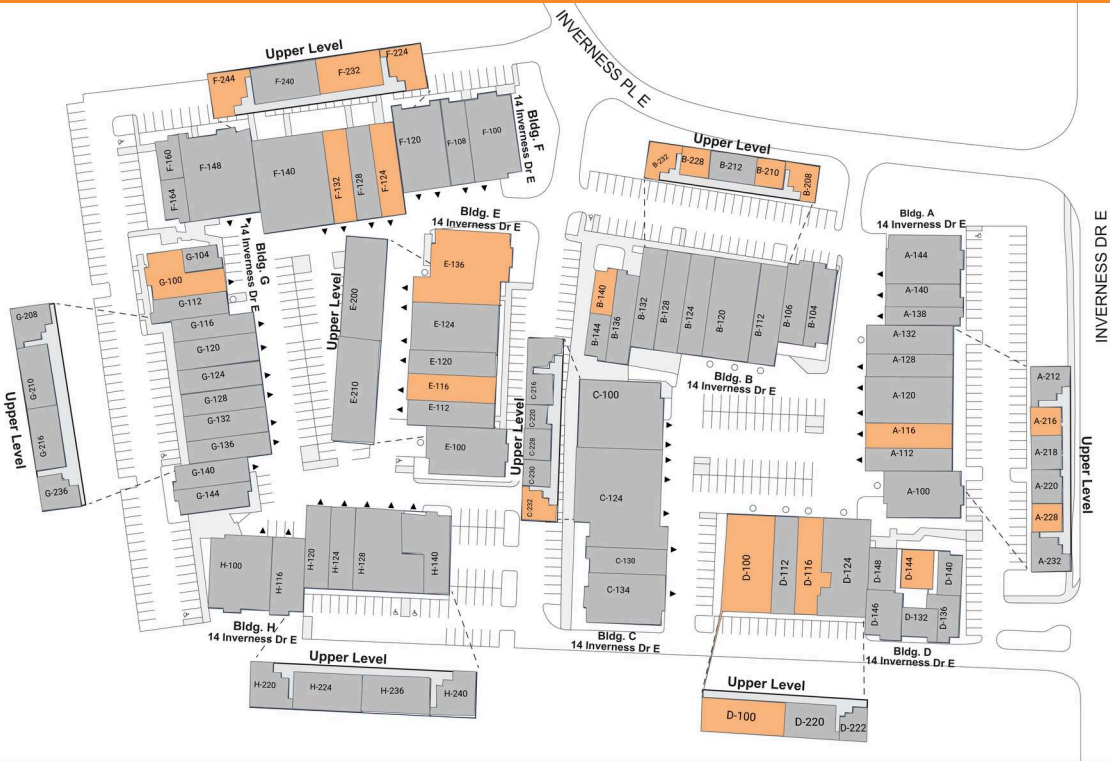 INVERNESS PL E
INVERNESS DR E
Upper Level
F-244
F-240
F-232
F-224
Bldg. F
14 Inverness Dr E
F-160
F-164
F-148
F-140
F-132
F-128
F-124
F-120
F-108
F-100
Upper Level
B-232
B-228
B-212
B-210
B-208
Bldg. G
14 Inverness Dr E
G-104
G-100
G-112
G-116
G-120
G-124
G-128
G-132
G-136
G-140
G-144
Upper Level
G-208
G-210
G-216
G-236
Bldg. E
14 Inverness Dr E
E-136
E-124
E-120
E-116
E-112
E-100
Upper Level
E-200
E-210
B-140
B-144
B-136
B-132
B-128
B-124
B-120
B-112
B-106
B-104
Bldg. B
14 Inverness Dr E
Bldg. A
14 Inverness Dr E
A-144
A-140
A-138
A-132
A-128
A-120
A-116
A-112
A-100
Upper Level
A-212
A-216
A-218
A-220
A-228
A-232
Upper Level
C-216
C-220
C-228
C-230
C-232
C-100
C-124
C-130
C-134
Bldg. C
14 Inverness Dr E
H-100
H-116
H-120
H-124
H-128
H-140
Bldg. H
14 Inverness Dr E
Upper Level
H-220
H-224
H-236
H-240
D-100
D-112
D-116
D-124
D-148
D-144
D-140
D-146
D-132
D-136
Bldg. D
14 Inverness Dr E
Upper Level
D-100
D-220
D-222